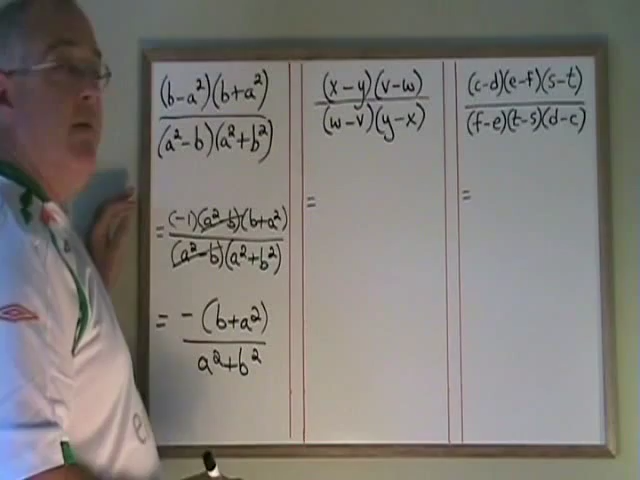 (b-a²)(b+a²)
(a²-b)(a²+b²)
= (-1)(a²-b)(b+a²)
(a²-b)(a²+b²)
= -(b+a²)
a²+b²
(x-y)(v-w)
(w-v)(y-x)
=
(c-d)(e-f)(s-t)
(f-e)(t-s)(d-c)
=